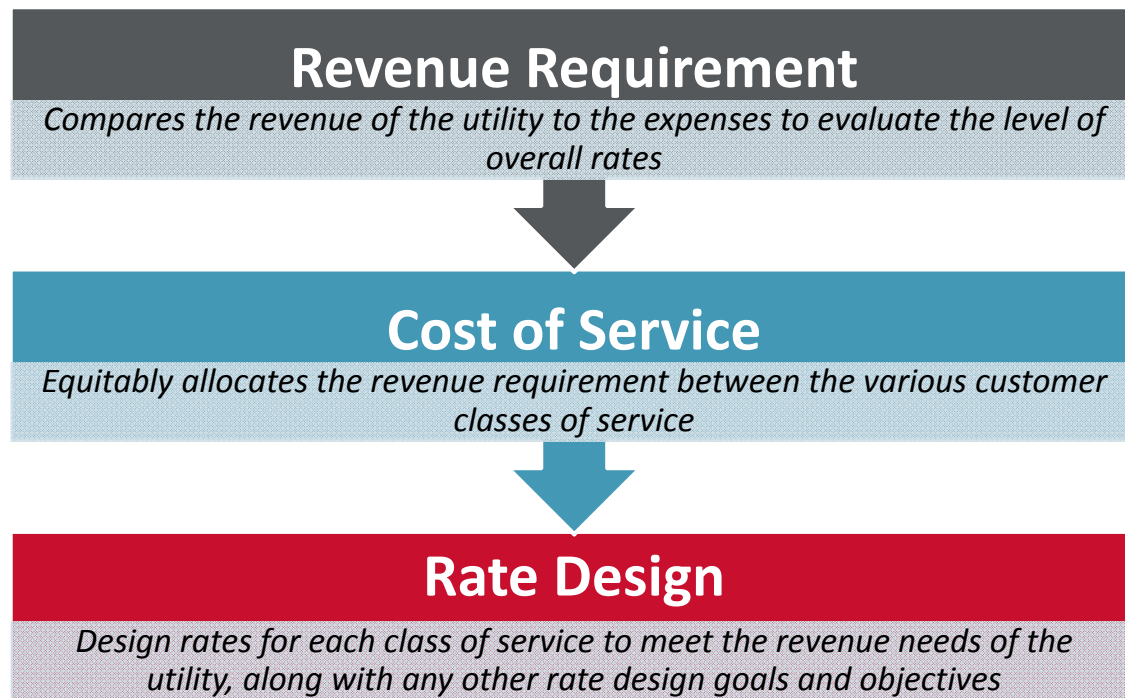 Revenue Requirement
Compares the revenue of the utility to the expenses to evaluate the level of
overall rates
Cost of Service
Equitably allocates the revenue requirement between the various customer
classes of service
Rate Design
Design rates for each class of service to meet the revenue needs of the
utility, along with any other rate design goals and objectives